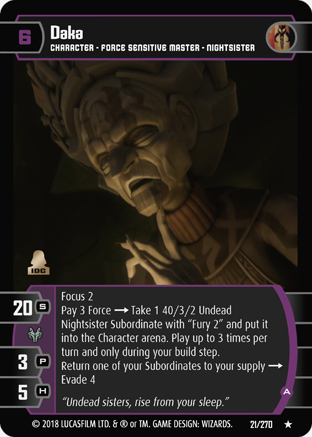 6
Daka
CHARACTER - FORCE SENSITIVE MASTER - NIGHTSISTER
IDC
20 S
3 P
5 H
Focus 2
Pay 3 Force → Take 1 40/3/2 Undead
Nightsister Subordinate with "Fury 2" and put it
into the Character arena. Play up to 3 times per
turn and only during your build step.
Return one of your Subordinates to your supply →
Evade 4
"Undead sisters, rise from your sleep."
A
© 2018 LUCASFILM LTD. & ® or TM. GAME DESIGN: WIZARDS.
21/270 ★